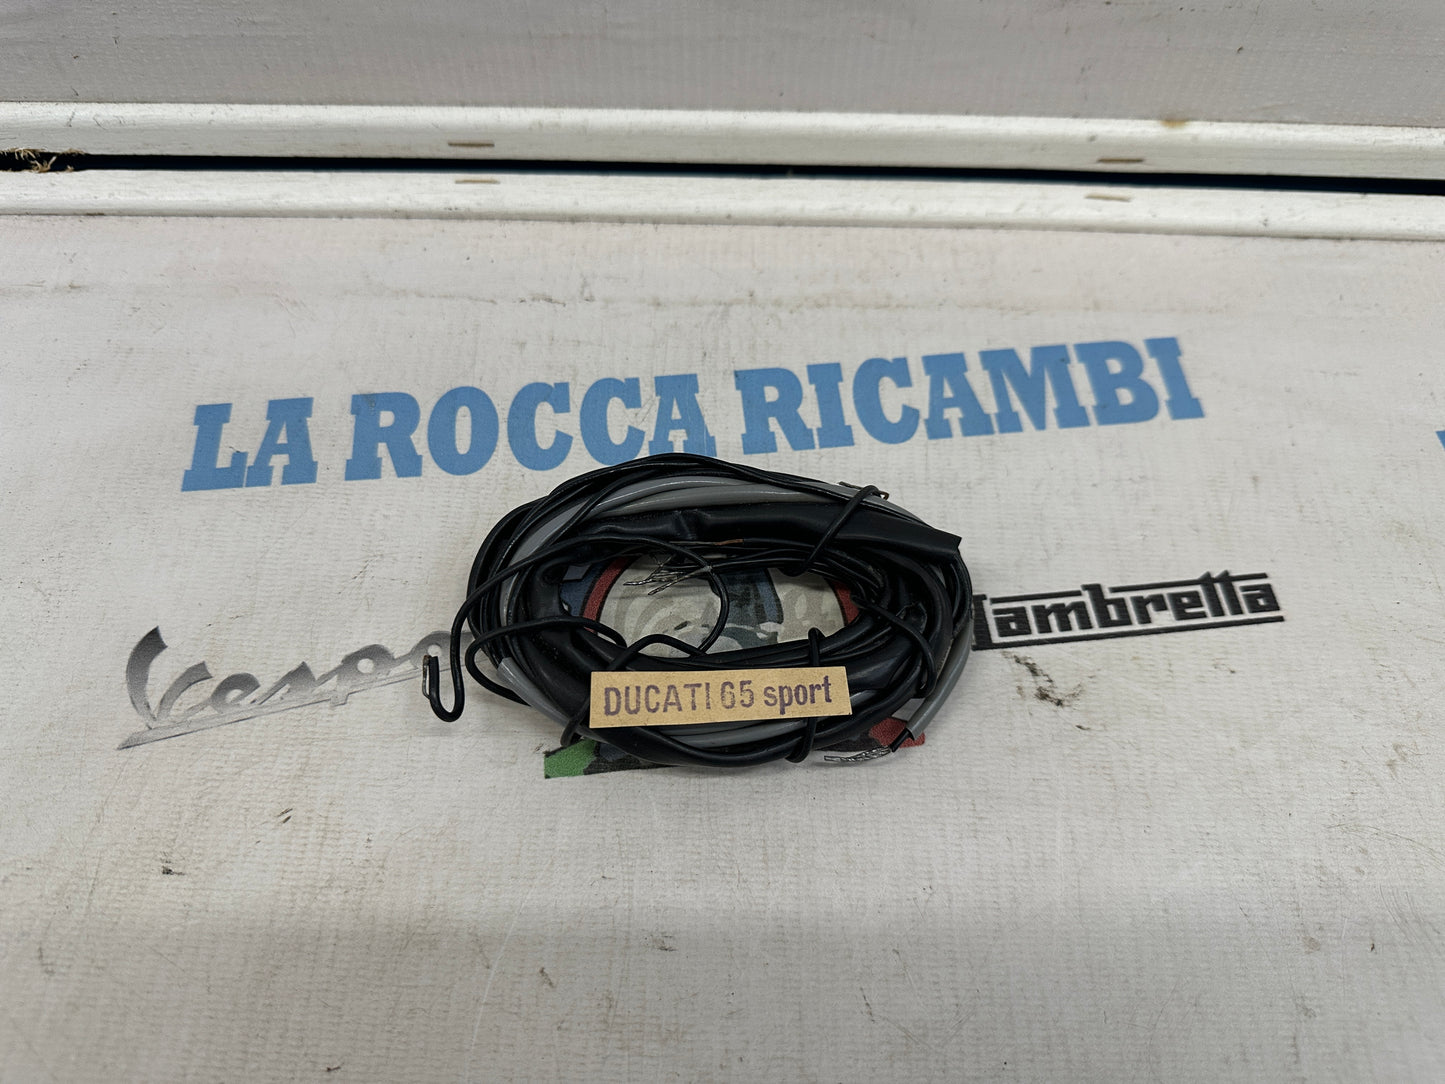 LA ROCCA RICAMBI
Vespa
Lambretta
DUCATI 65 sport